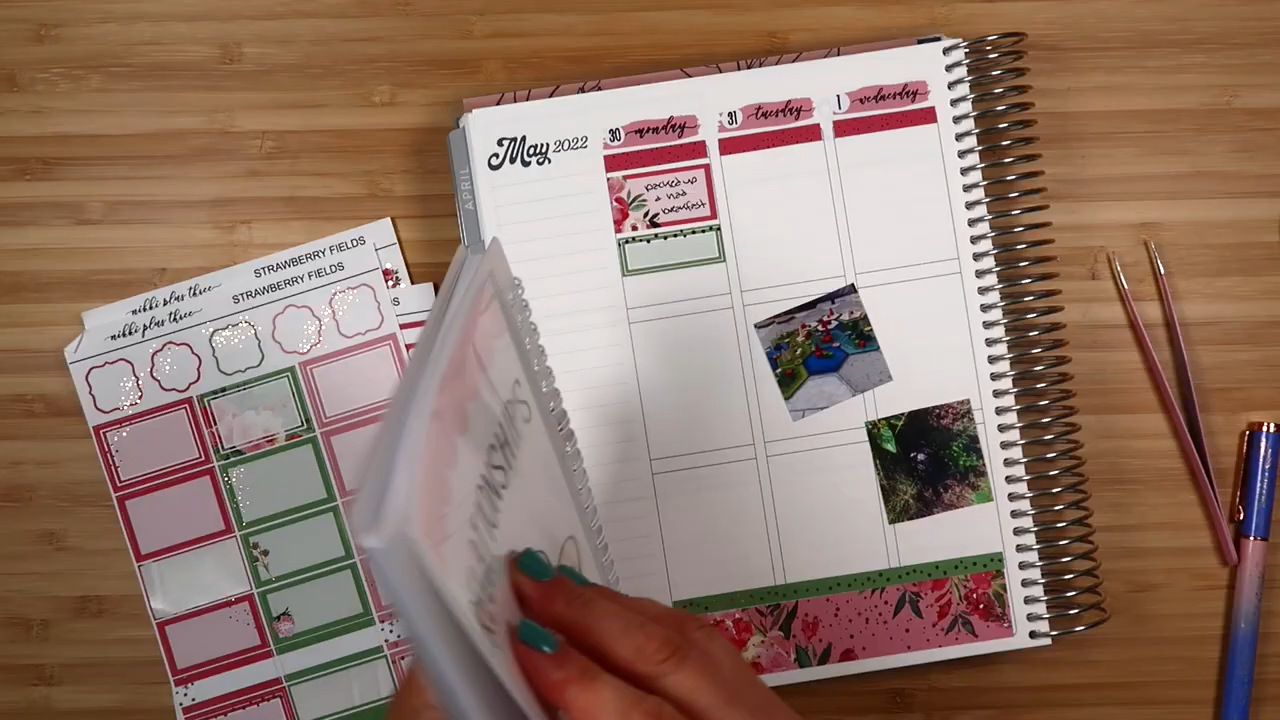 May 2022
30 monday
31 tuesday
1 wednesday
APRIL
packed up
& had
breakfast
STRAWBERRY FIELDS
STRAWBERRY FIELDS
nikki plus three
nikki plus three